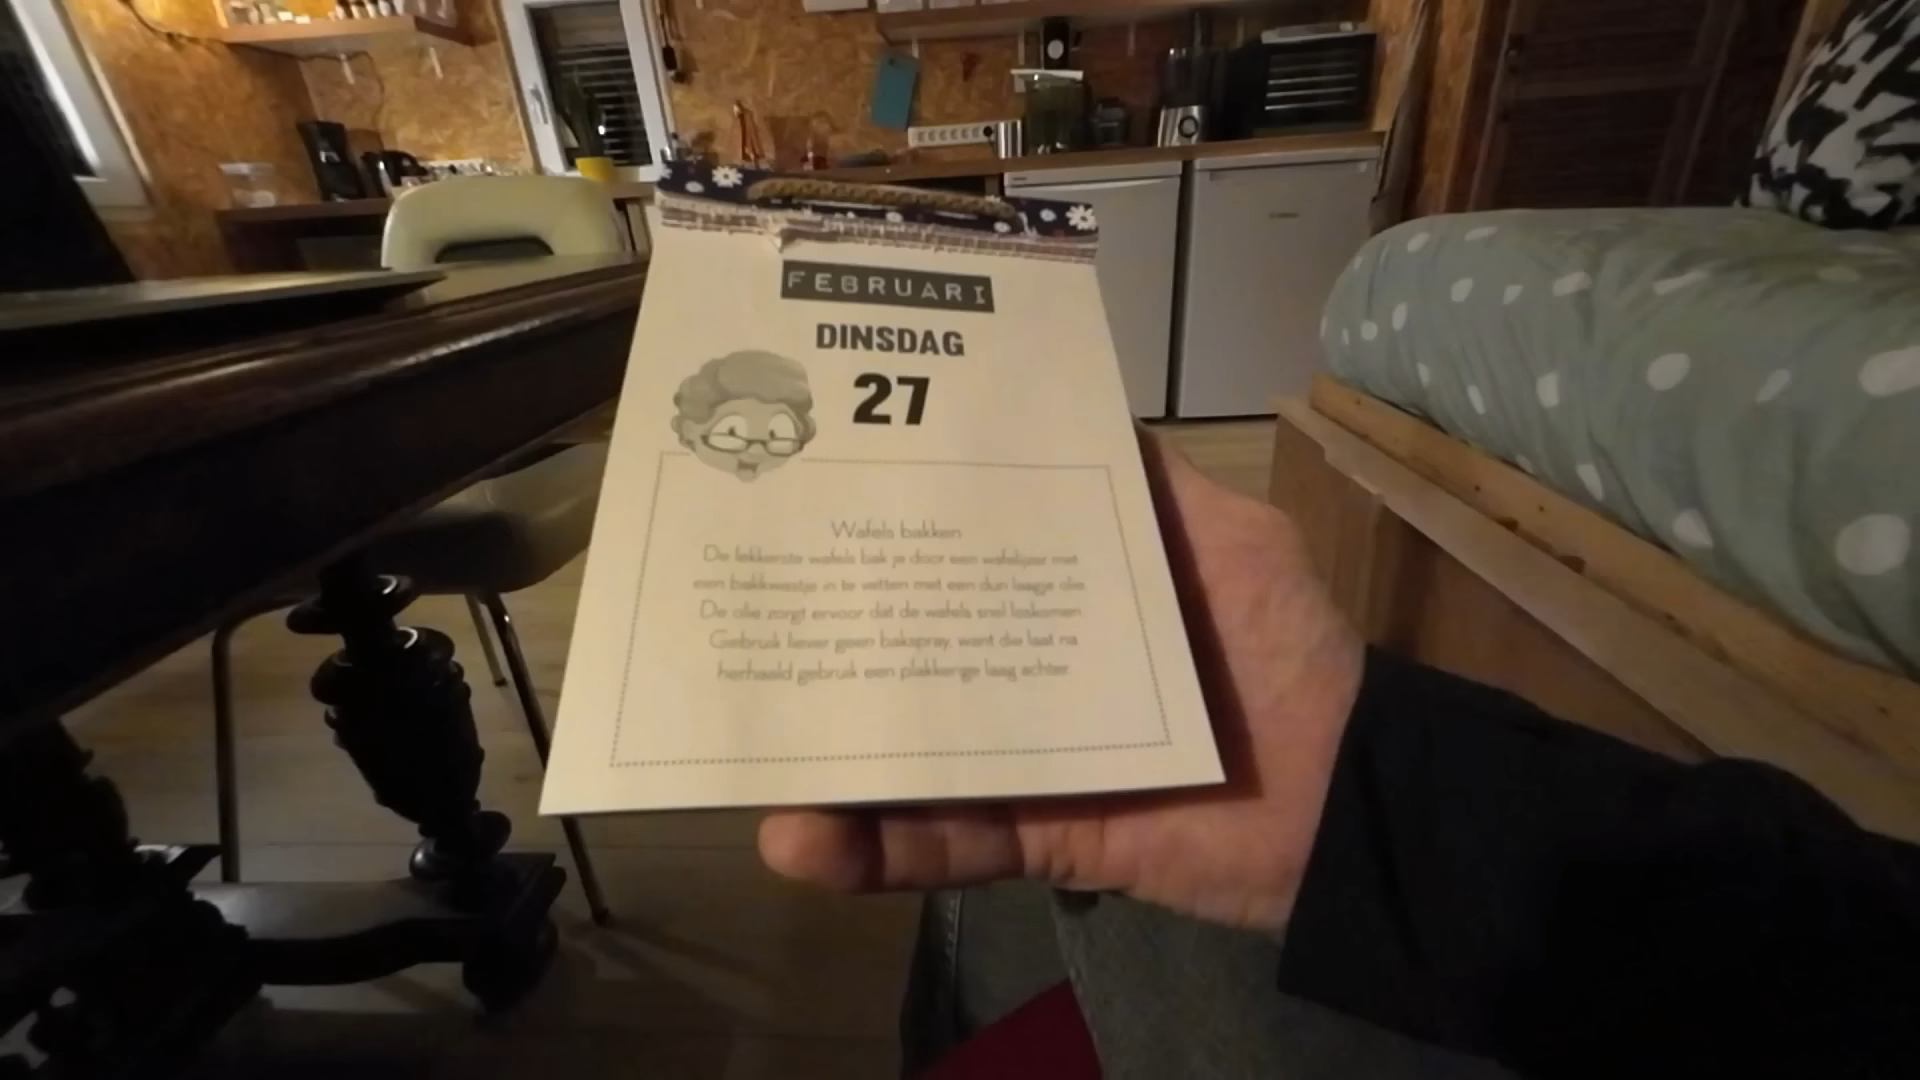 FEBRUARI
DINSDAG
27
Wafels bakken
De lekkerste wafels bak je door een wafelijzer met
een bakkwastje in te vetten met een dun laagje olie.
De olie zorgt ervoor dat de wafels snel loskomen.
Gebruik liever geen bakspray, want die laat na
herhaald gebruik een plakkerige laag achter.